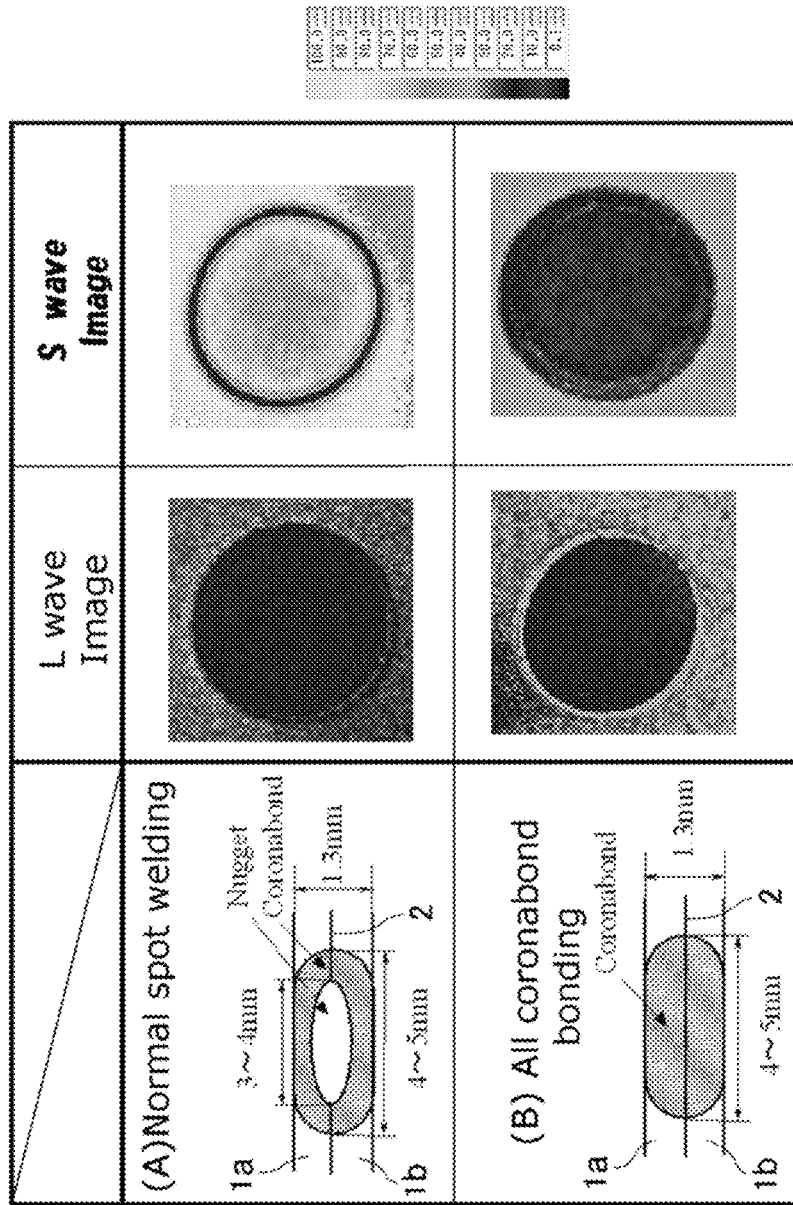 L wave
Image
S wave
Image
(A)Normal spot welding
3~4mm
Nugget
Coronabond
1.3mm
1a
1b
2
4~5mm
(B) All coronabond
bonding
Coronabond
1.3mm
1a
1b
2
4~5mm